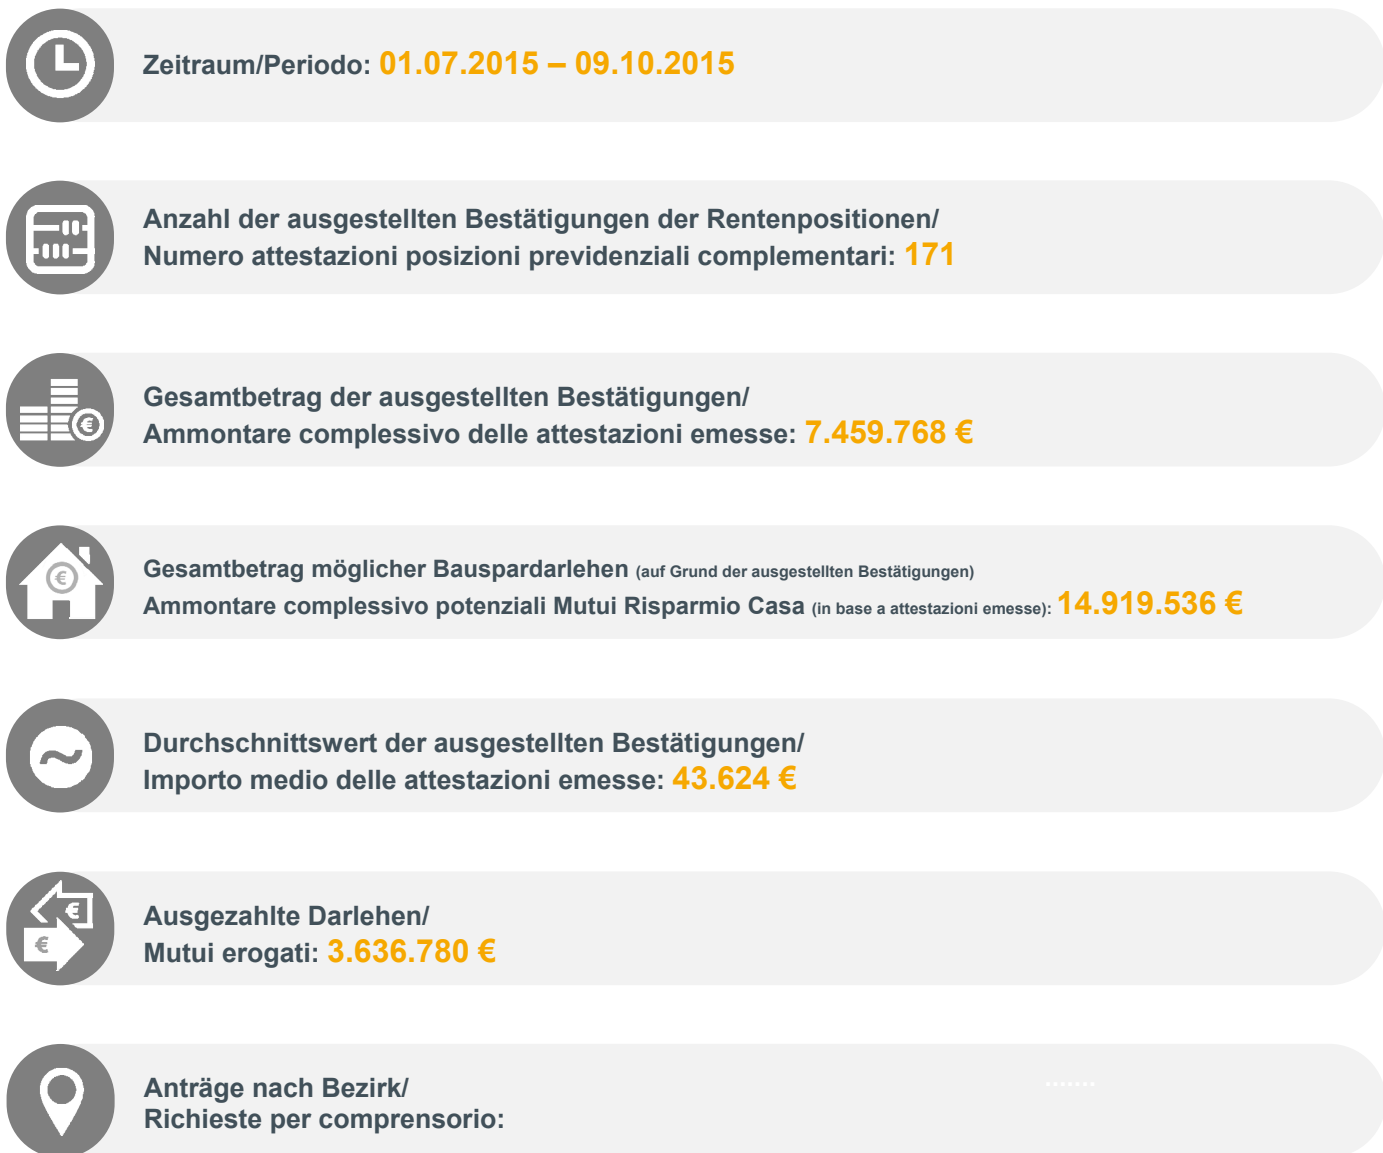 Zeitraum/Periodo: 01.07.2015 – 09.10.2015
Anzahl der ausgestellten Bestätigungen der Rentenpositionen/
Numero attestazioni posizioni previdenziali complementari: 171
Gesamtbetrag der ausgestellten Bestätigungen/
Ammontare complessivo delle attestazioni emesse: 7.459.768 €
Gesamtbetrag möglicher Bauspardarlehen (auf Grund der ausgestellten Bestätigungen)
Ammontare complessivo potenziali Mutui Risparmio Casa (in base a attestazioni emesse): 14.919.536 €
Durchschnittswert der ausgestellten Bestätigungen/
Importo medio delle attestazioni emesse: 43.624 €
Ausgezahlte Darlehen/
Mutui erogati: 3.636.780 €
Anträge nach Bezirk/
Richieste per comprensorio: